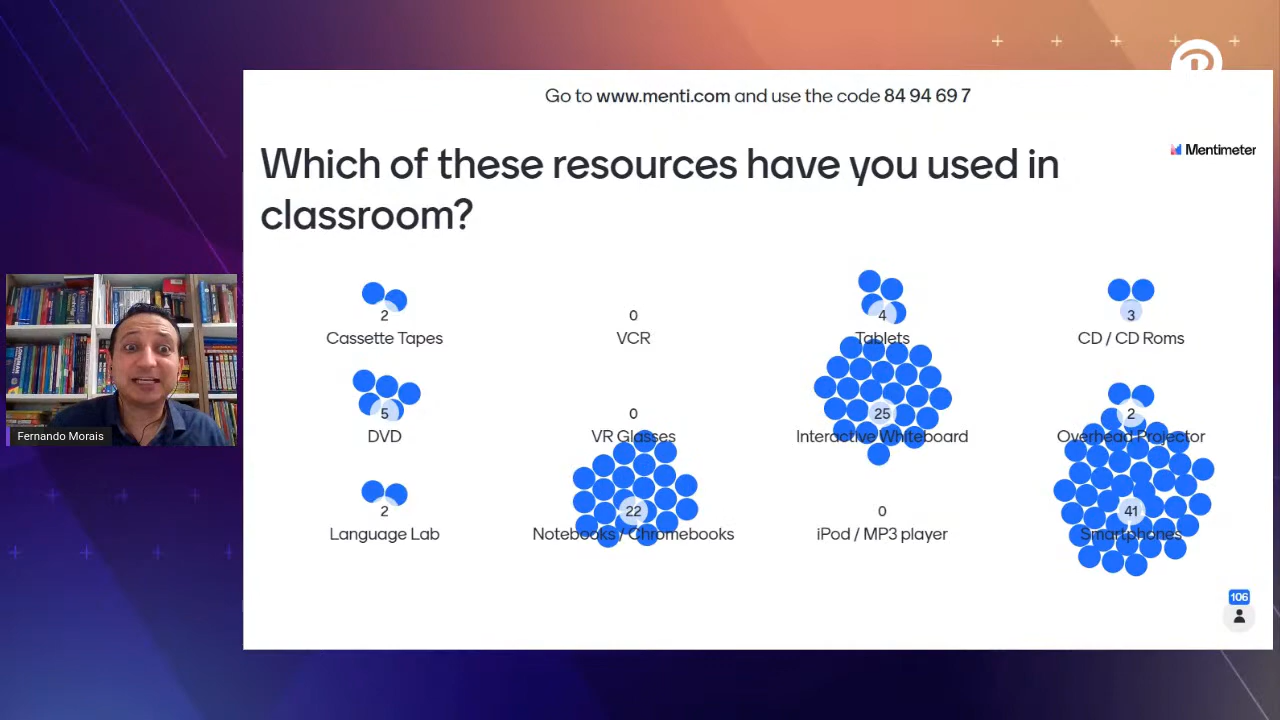 Go to www.menti.com and use the code 84 94 69 7
Mentimeter
Which of these resources have you used in
classroom?
2
Cassette Tapes
0
VCR
4
Tablets
3
CD / CD Roms
5
DVD
0
VR Glasses
25
Interactive Whiteboard
2
Overhead Projector
2
Language Lab
22
Notebooks / Chromebooks
0
iPod / MP3 player
41
Smartphones
106
Fernando Morais